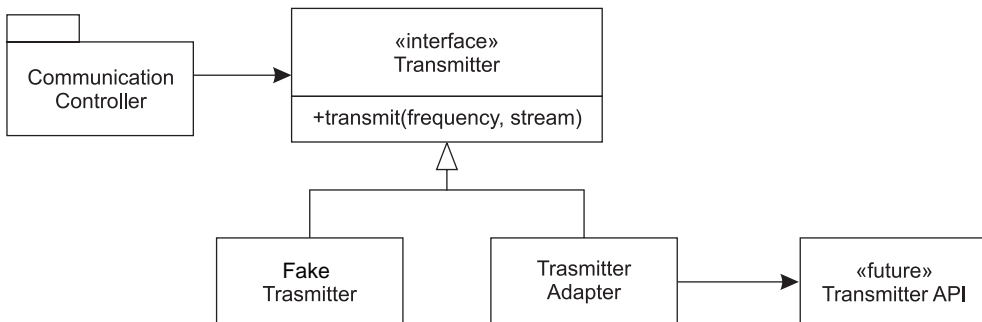 «interface»
Transmitter
Communication
Controller
+transmit(frequency, stream)
Fake
Trasmitter
Trasmitter
Adapter
«future»
Transmitter API